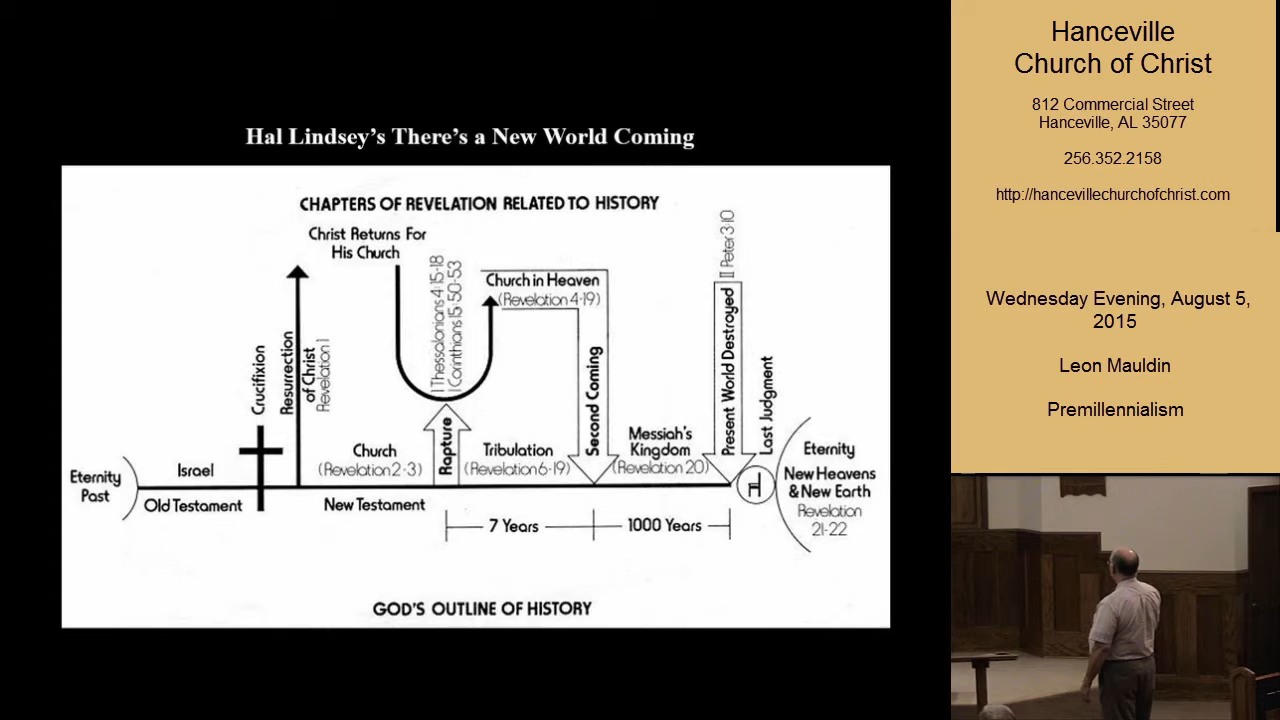 Hal Lindsey's There's a New World Coming
CHAPTERS OF REVELATION RELATED TO HISTORY
Christ Returns For
His Church
I Thessalonians 4:15-18
I Corinthians 15:50-53
Church in Heaven
(Revelation 4-19)
II Peter 3:10
Present World Destroyed
Last Judgment
Crucifixion
Resurrection
of Christ
Revelation 1
Church
(Revelation 2-3)
Rapture
Tribulation
(Revelation 6-19)
Second Coming
Messiah's
Kingdom
(Revelation 20)
Eternity
New Heavens
& New Earth
Revelation
21-22
Eternity
Past
Israel
Old Testament
New Testament
7 Years
1000 Years
GOD'S OUTLINE OF HISTORY
Hanceville
Church of Christ
812 Commercial Street
Hanceville, AL 35077
256.352.2158
http://hancevillechurchofchrist.com
Wednesday Evening, August 5,
2015
Leon Mauldin
Premillennialism